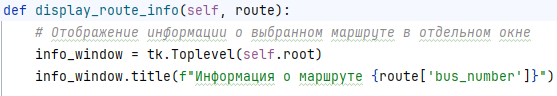 def display_route_info(self, route):
    # Отображение информации о выбранном маршруте в отдельном окне
    info_window = tk.Toplevel(self.root)
    info_window.title(f"Информация о маршруте {route['bus_number']}")